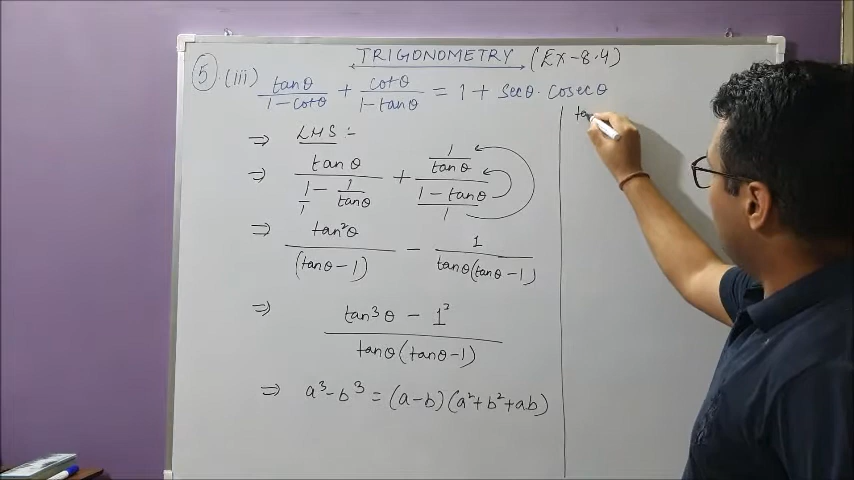 TRIGONOMETRY (Ex-8.4)
5 (iii) tanθ / 1 - cotθ + cotθ / 1 - tanθ = 1 + secθ · cosecθ
⇒ LHS :-
⇒ tanθ / (1/1 - 1/tanθ) + (1/tanθ) / (1 - tanθ / 1)
⇒ tan²θ / (tanθ - 1) - 1 / tanθ(tanθ - 1)
⇒ tan³θ - 1³ / tanθ(tanθ - 1)
⇒ a³ - b³ = (a - b)(a² + b² + ab)